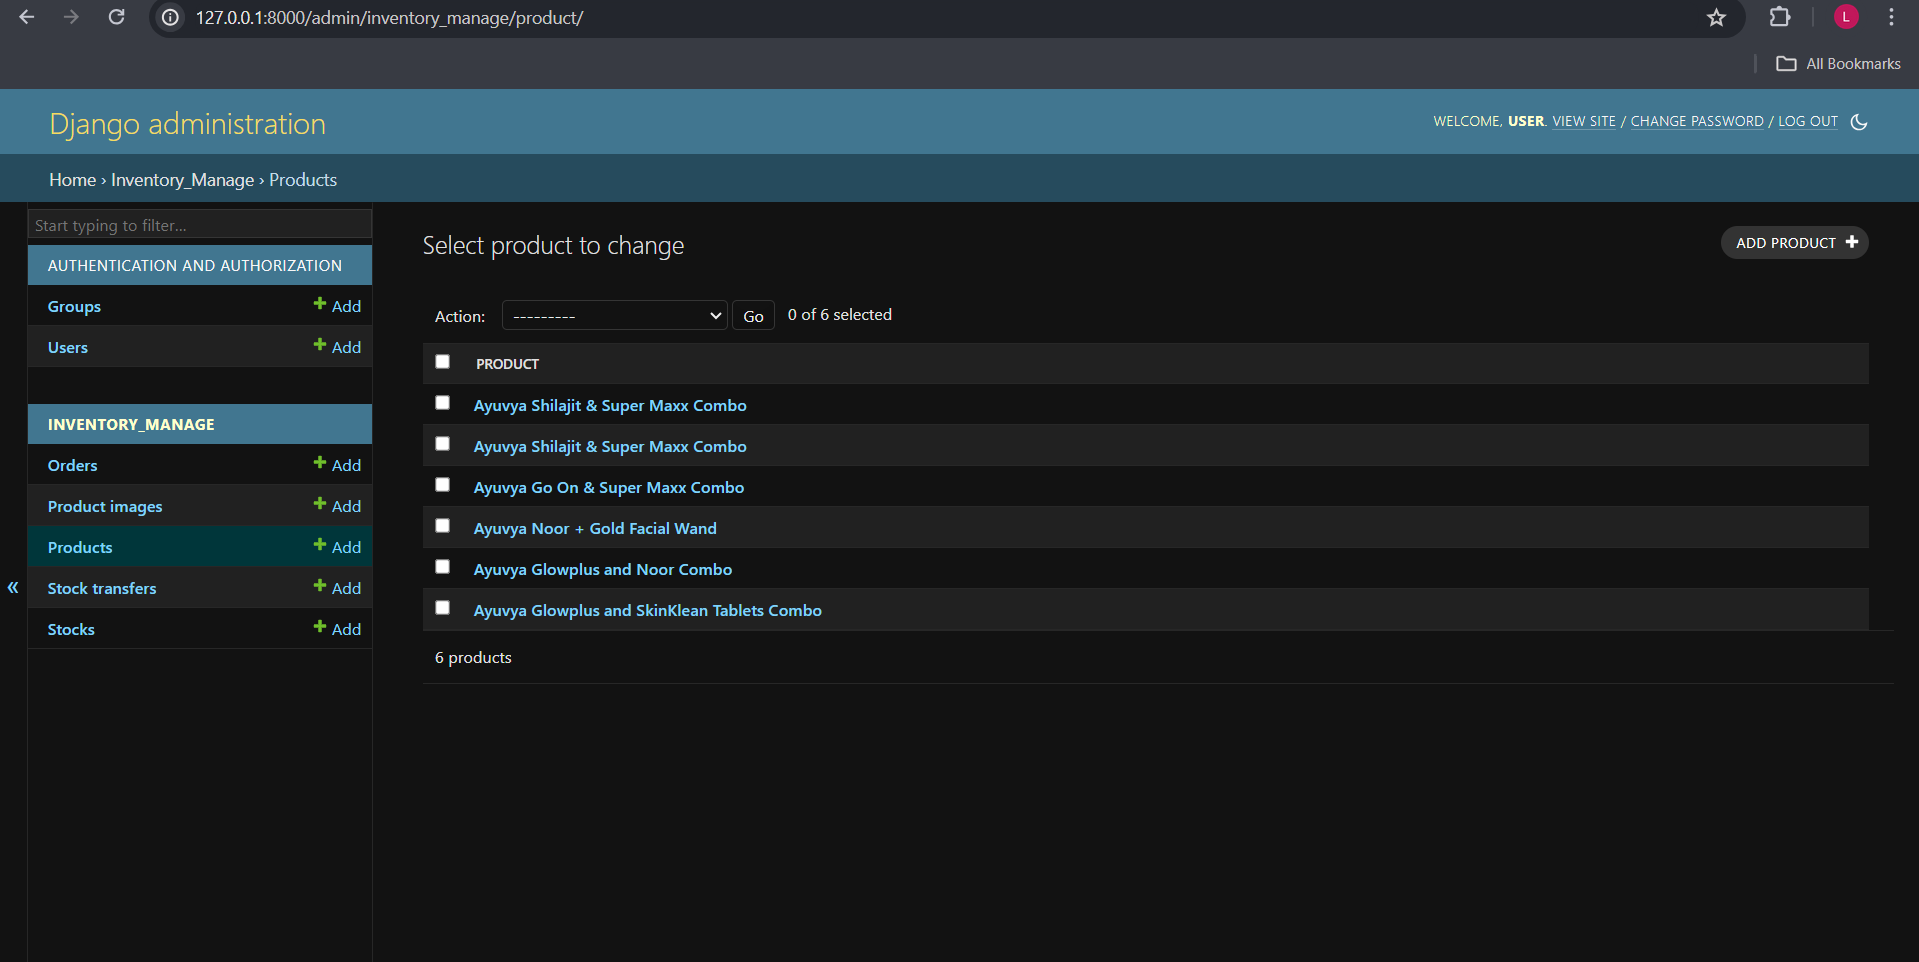 127.0.0.1:8000/admin/inventory_manage/product/
L
All Bookmarks
Django administration
WELCOME, USER. VIEW SITE / CHANGE PASSWORD / LOG OUT
Home › Inventory_Manage › Products
Start typing to filter...
AUTHENTICATION AND AUTHORIZATION
Groups + Add
Users + Add
INVENTORY_MANAGE
Orders + Add
Product images + Add
Products + Add
Stock transfers + Add
Stocks + Add
«
Select product to change
ADD PRODUCT +
Action: --------- Go 0 of 6 selected
PRODUCT
Ayuvya Shilajit & Super Maxx Combo
Ayuvya Shilajit & Super Maxx Combo
Ayuvya Go On & Super Maxx Combo
Ayuvya Noor + Gold Facial Wand
Ayuvya Glowplus and Noor Combo
Ayuvya Glowplus and SkinKlean Tablets Combo
6 products